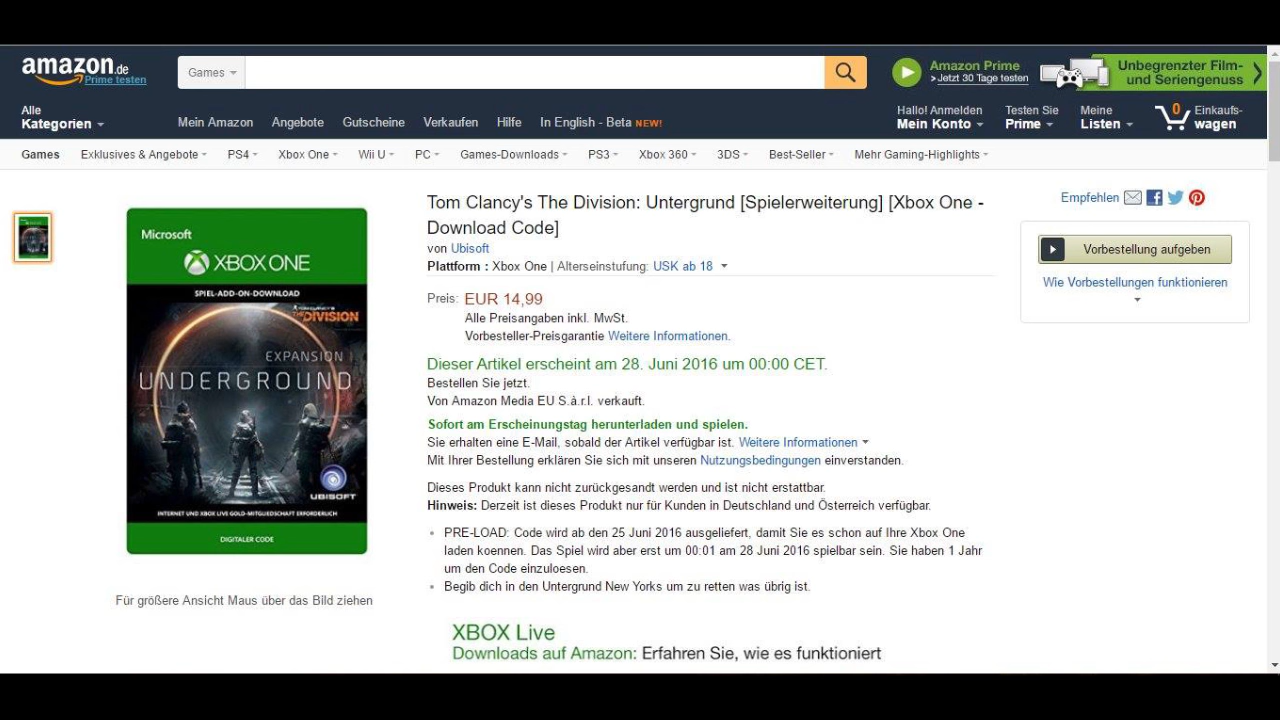 amazon.de
Prime testen
Games
Amazon Prime
> Jetzt 30 Tage testen
Unbegrenzter Film-
und Seriengenuss
Alle
Kategorien
Mein Amazon
Angebote
Gutscheine
Verkaufen
Hilfe
In English - Beta NEW!
Hallo! Anmelden
Mein Konto
Testen Sie
Prime
Meine
Listen
0
Einkaufs-
wagen
Games
Exklusives & Angebote
PS4
Xbox One
Wii U
PC
Games-Downloads
PS3
Xbox 360
3DS
Best-Seller
Mehr Gaming-Highlights
Microsoft
XBOX ONE
SPIEL-ADD-ON-DOWNLOAD
TOM CLANCY'S
THE DIVISION
EXPANSION I
UNDERGROUND
UBISOFT
INTERNET UND XBOX LIVE GOLD-MITGLIEDSCHAFT ERFORDERLICH
DIGITALER CODE
Für größere Ansicht Maus über das Bild ziehen
Tom Clancy's The Division: Untergrund [Spielerweiterung] [Xbox One -
Download Code]
von Ubisoft
Plattform : Xbox One | Alterseinstufung: USK ab 18
Preis: EUR 14,99
Alle Preisangaben inkl. MwSt.
Vorbesteller-Preisgarantie Weitere Informationen.
Dieser Artikel erscheint am 28. Juni 2016 um 00:00 CET.
Bestellen Sie jetzt.
Von Amazon Media EU S.à.r.l. verkauft.
Sofort am Erscheinungstag herunterladen und spielen.
Sie erhalten eine E-Mail, sobald der Artikel verfügbar ist. Weitere Informationen
Mit Ihrer Bestellung erklären Sie sich mit unseren Nutzungsbedingungen einverstanden.
Dieses Produkt kann nicht zurückgesandt werden und ist nicht erstattbar.
Hinweis: Derzeit ist dieses Produkt nur für Kunden in Deutschland und Österreich verfügbar.
PRE-LOAD: Code wird ab den 25 Juni 2016 ausgeliefert, damit Sie es schon auf Ihre Xbox One
laden koennen. Das Spiel wird aber erst um 00:01 am 28 Juni 2016 spielbar sein. Sie haben 1 Jahr
um den Code einzuloesen.
Begib dich in den Untergrund New Yorks um zu retten was übrig ist.
XBOX Live
Downloads auf Amazon: Erfahren Sie, wie es funktioniert
Empfehlen
Vorbestellung aufgeben
Wie Vorbestellungen funktionieren